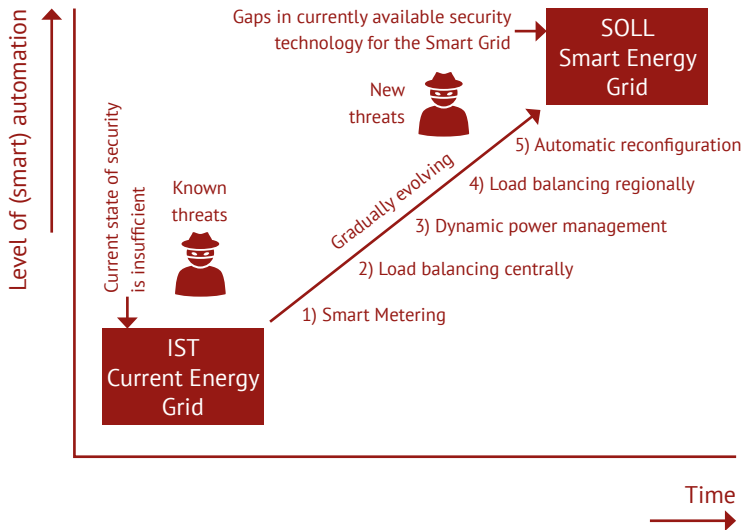 Gaps in currently available security
technology for the Smart Grid
SOLL
Smart Energy
Grid
New
threats
Level of (smart) automation
Current state of security
is insufficient
Known
threats
Gradually evolving
5) Automatic reconfiguration
4) Load balancing regionally
3) Dynamic power management
2) Load balancing centrally
1) Smart Metering
IST
Current Energy
Grid
Time